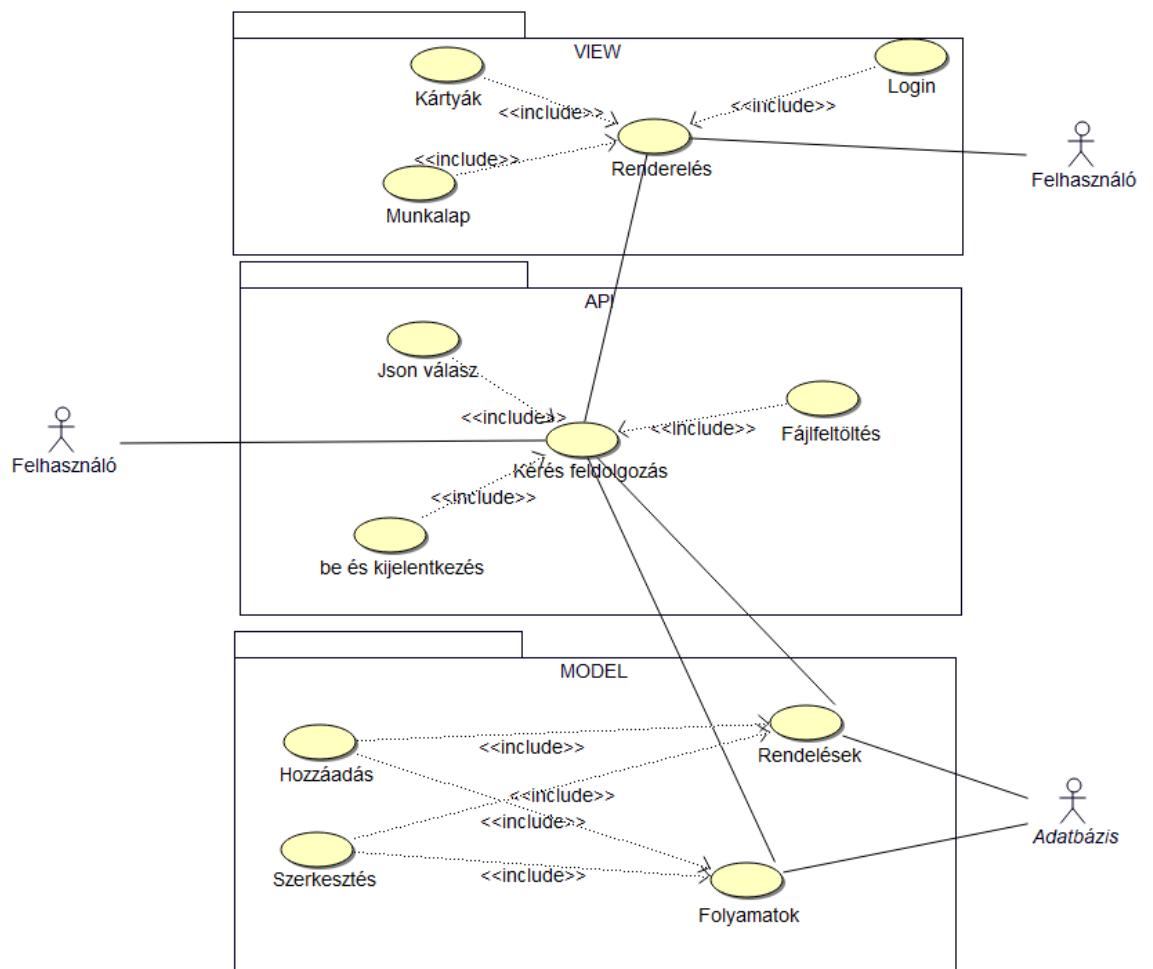 VIEW
Kártyák
Login
<<include>>
<<include>>
<<include>>
Renderelés
Felhasználó
Munkalap
API
Json válasz
<<include>>
<<include>>
Fájlfeltöltés
Felhasználó
Kérés feldolgozás
<<include>>
be és kijelentkezés
MODEL
<<include>>
Rendelések
Hozzáadás
<<include>>
<<include>>
Adatbázis
Szerkesztés
<<include>>
Folyamatok